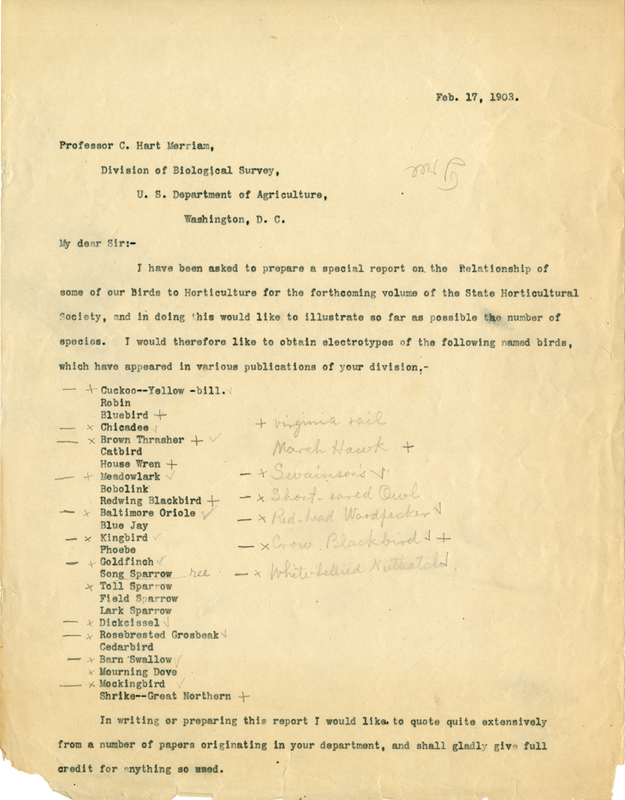 Feb. 17, 1903.
Professor C. Hart Merriam,
Division of Biological Survey,
U. S. Department of Agriculture,
Washington, D. C.
My dear Sir:-
I have been asked to prepare a special report on the Relationship of
some of our Birds to Horticulture for the forthcoming volume of the State Horticultural
Society, and in doing this would like to illustrate so far as possible the number of
species. I would therefore like to obtain electrotypes of the following named birds,
which have appeared in various publications of your division.-
— + Cuckoo--Yellow -bill. ✓
Robin
Bluebird +
— x Chicadee ✓
— x Brown Thrasher + ✓
Catbird
House Wren +
— + Meadowlark ✓
Bobolink
Redwing Blackbird +
— x Baltimore Oriole ✓
Blue Jay
— x Kingbird ✓
Phoebe
— + Goldfinch ✓
Song Sparrow
x Toll Sparrow
Field Sparrow
Lark Sparrow
— x Dickcissel ✓
— x Rosebrested Grosbeak ✓
Cedarbird
— x Barn Swallow ✓
x Mourning Dove
— x Mockingbird ✓
Shrike--Great Northern +
+ Virginia rail
Marsh Hawk +
— + Swainson's ✓
— x Short-eared Owl
— x Red-head Woodpecker ✓
— x Crow Blackbird ✓ +
— x White-bellied Nuthatch ✓.
In writing or preparing this report I would like to quote quite extensively
from a number of papers originating in your department, and shall gladly give full
credit for anything so used.